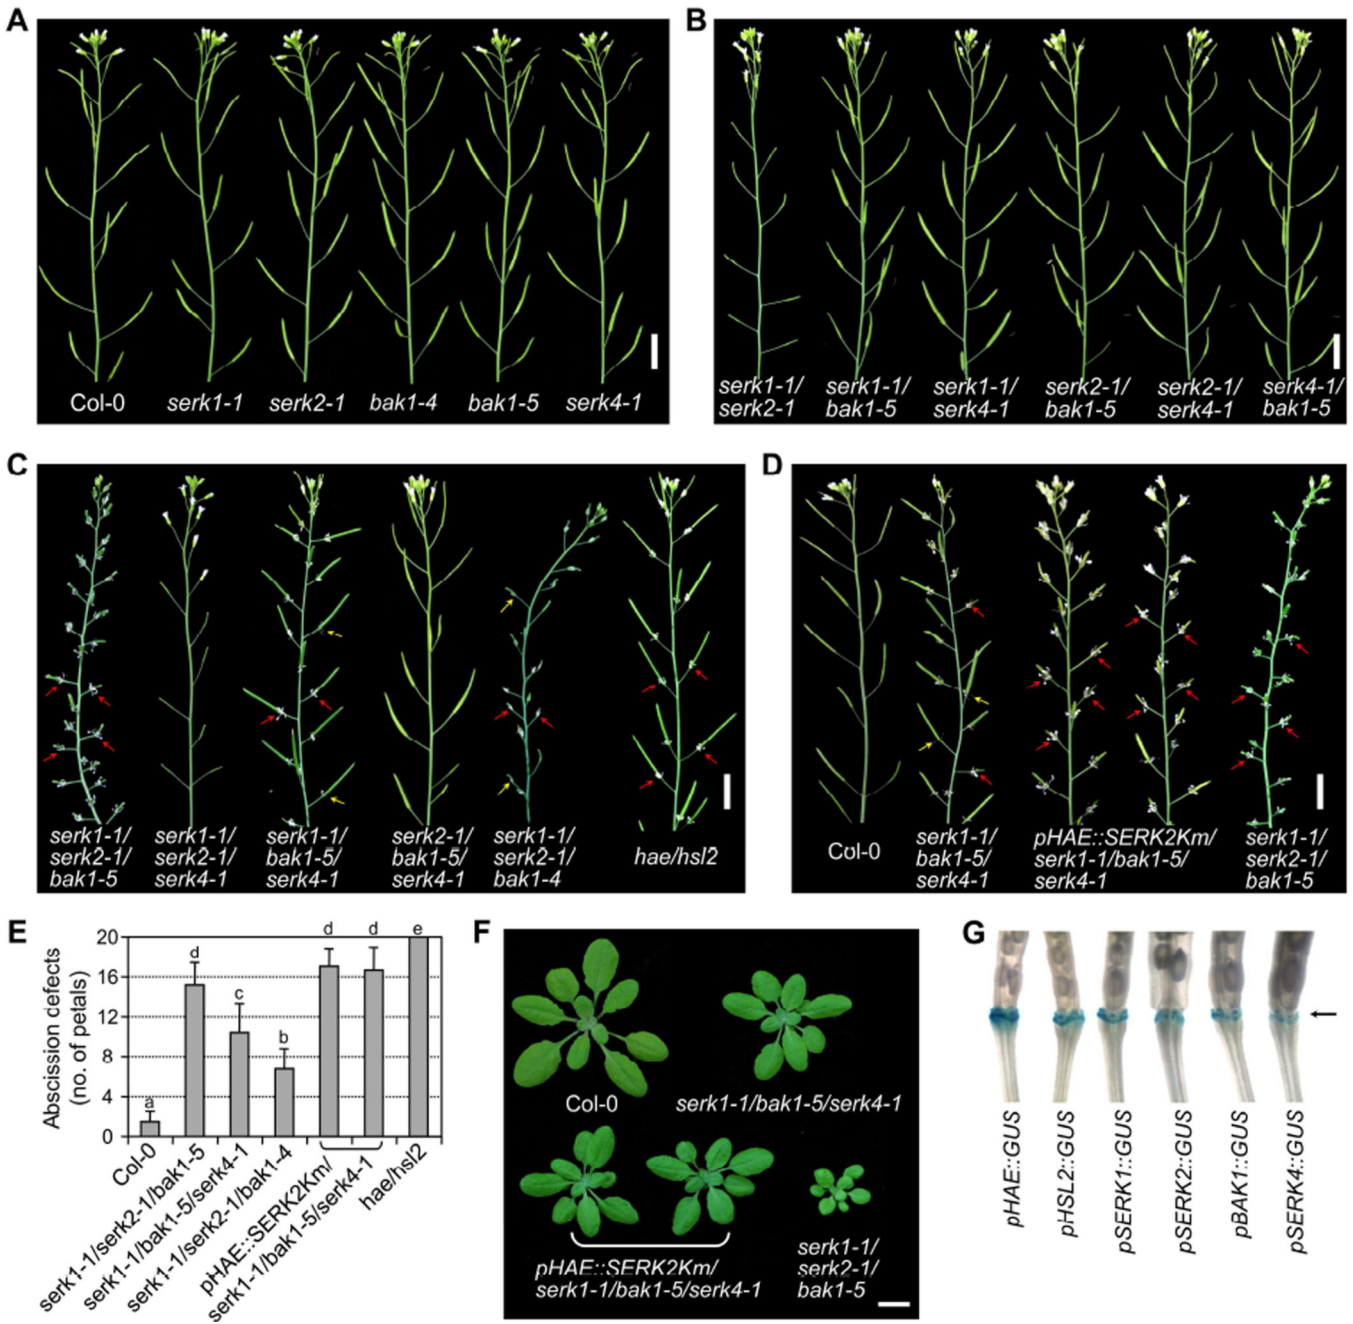 A
Col-0
serk1-1
serk2-1
bak1-4
bak1-5
serk4-1
B
serk1-1/
serk2-1
serk1-1/
bak1-5
serk1-1/
serk4-1
serk2-1/
bak1-5
serk2-1/
serk4-1
serk4-1/
bak1-5
C
serk1-1/
serk2-1/
bak1-5
serk1-1/
serk2-1/
serk4-1
serk1-1/
bak1-5/
serk4-1
serk2-1/
bak1-5/
serk4-1
serk1-1/
serk2-1/
bak1-4
hae/hsl2
D
Col-0
serk1-1/
bak1-5/
serk4-1
pHAE::SERK2Km/
serk1-1/bak1-5/
serk4-1
serk1-1/
serk2-1/
bak1-5
E
Abscission defects
(no. of petals)
20
16
12
8
4
0
a
d
c
b
d
d
e
Col-0
serk1-1/serk2-1/bak1-5
serk1-1/bak1-5/serk4-1
serk1-1/serk2-1/bak1-4
pHAE::SERK2Km/
serk1-1/bak1-5/serk4-1
hae/hsl2
F
Col-0
serk1-1/bak1-5/serk4-1
pHAE::SERK2Km/
serk1-1/bak1-5/serk4-1
serk1-1/
serk2-1/
bak1-5
G
pHAE::GUS
pHSL2::GUS
pSERK1::GUS
pSERK2::GUS
pBAK1::GUS
pSERK4::GUS